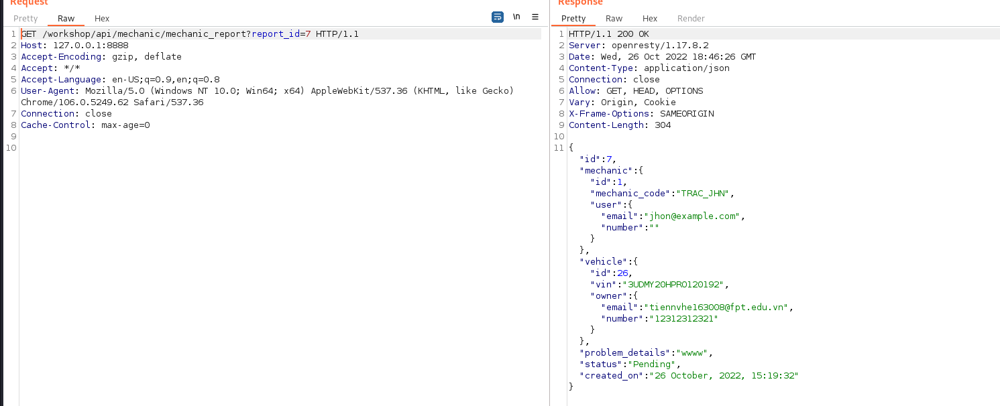 Request
Pretty Raw Hex
\n
1 GET /workshop/api/mechanic/mechanic_report?report_id=7 HTTP/1.1
2 Host: 127.0.0.1:8888
3 Accept-Encoding: gzip, deflate
4 Accept: */*
5 Accept-Language: en-US;q=0.9,en;q=0.8
6 User-Agent: Mozilla/5.0 (Windows NT 10.0; Win64; x64) AppleWebKit/537.36 (KHTML, like Gecko)
Chrome/106.0.5249.62 Safari/537.36
7 Connection: close
8 Cache-Control: max-age=0
9
10
Response
Pretty Raw Hex Render
1 HTTP/1.1 200 OK
2 Server: openresty/1.17.8.2
3 Date: Wed, 26 Oct 2022 18:46:26 GMT
4 Content-Type: application/json
5 Connection: close
6 Allow: GET, HEAD, OPTIONS
7 Vary: Origin, Cookie
8 X-Frame-Options: SAMEORIGIN
9 Content-Length: 304
10
11 {
"id":7,
"mechanic":{
"id":1,
"mechanic_code":"TRAC_JHN",
"user":{
"email":"jhon@example.com",
"number":""
}
},
"vehicle":{
"id":26,
"vin":"3UDMY20HPRO120192",
"owner":{
"email":"tiennvhe163008@fpt.edu.vn",
"number":"12312312321"
}
},
"problem_details":"wwww",
"status":"Pending",
"created_on":"26 October, 2022, 15:19:32"
}